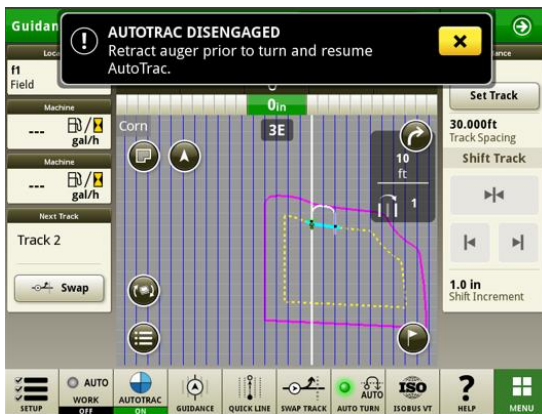 Guidan
AUTOTRAC DISENGAGED
Retract auger prior to turn and resume
AutoTrac.
f1
Field
Machine
--- gal/h
Machine
--- gal/h
Next Track
Track 2
Swap
0in
Corn
3E
10
ft
1
Set Track
30.000ft
Track Spacing
Shift Track
1.0 in
Shift Increment
SETUP
AUTO
WORK
OFF
AUTOTRAC
ON
GUIDANCE
QUICK LINE
SWAP TRACK
AUTO
AUTO TURN
ISO
ISOBUS VT
?
HELP
MENU